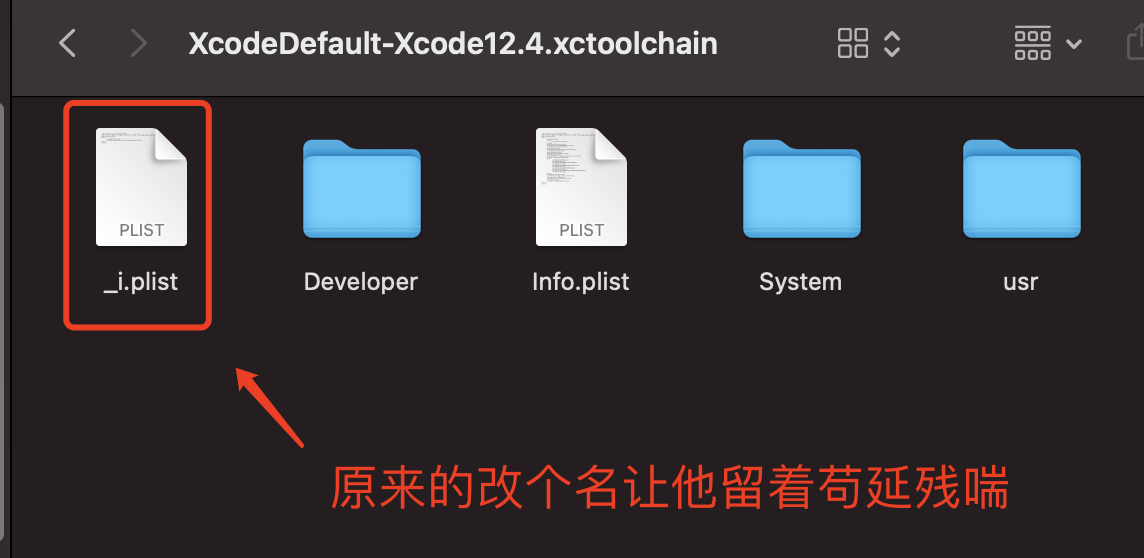 XcodeDefault-Xcode12.4.xctoolchain
PLIST
PLIST
_i.plist
Developer
Info.plist
System
usr
原来的改个名让他留着苟延残喘